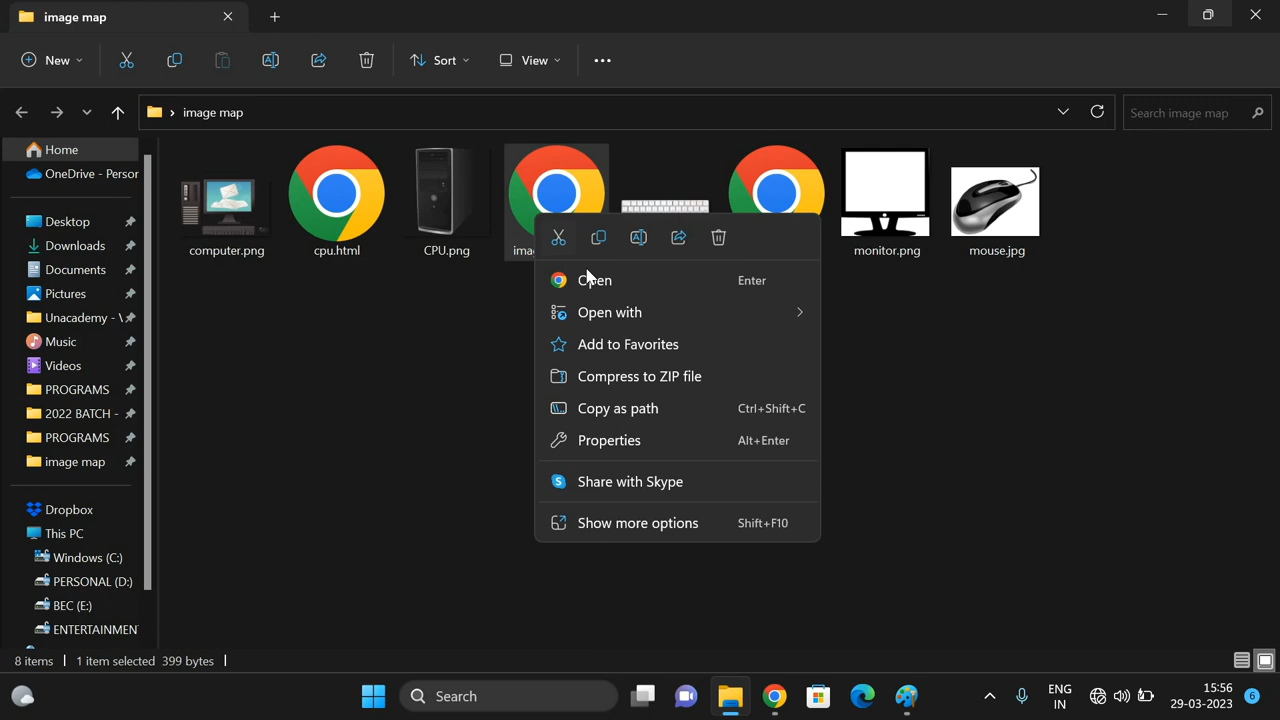 image map
New
Sort
View
image map
Search image map
Home
OneDrive - Person
Desktop
Downloads
Documents
Pictures
Unacademy - \
Music
Videos
PROGRAMS
2022 BATCH -
PROGRAMS
image map
Dropbox
This PC
Windows (C:)
PERSONAL (D:)
BEC (E:)
ENTERTAINMEN
computer.png
cpu.html
CPU.png
imag
monitor.png
mouse.jpg
Open Enter
Open with
Add to Favorites
Compress to ZIP file
Copy as path Ctrl+Shift+C
Properties Alt+Enter
Share with Skype
Show more options Shift+F10
8 items 1 item selected 399 bytes
Search
ENG
IN
15:56
29-03-2023
6